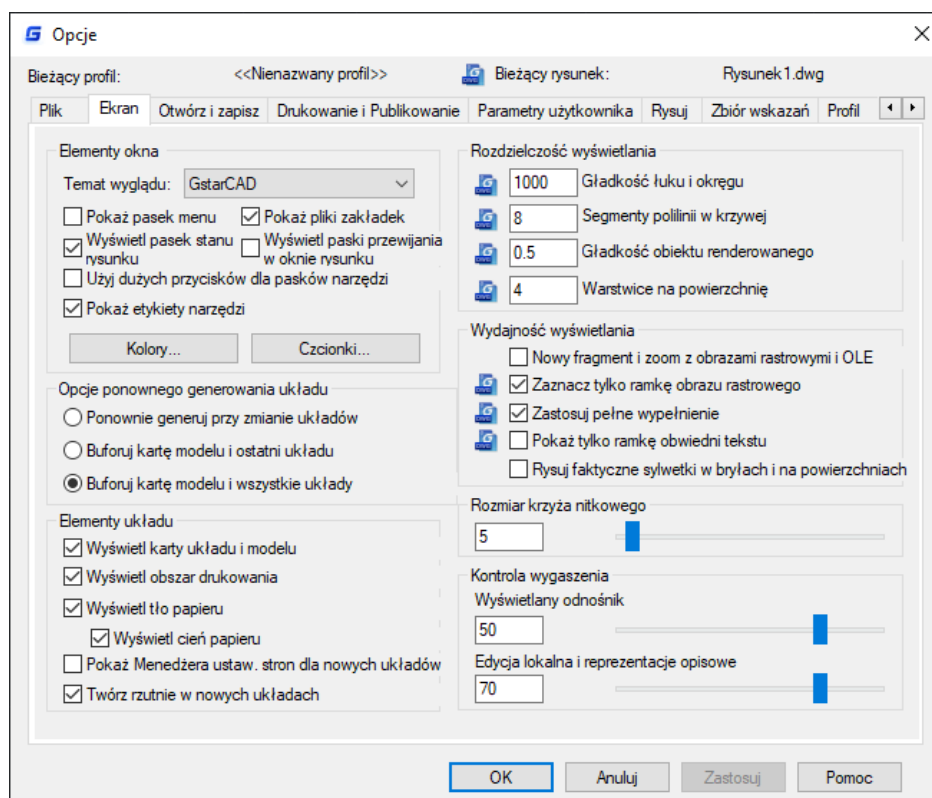 Opcje
Bieżący profil: <<Nienazwany profil>> Bieżący rysunek: Rysunek1.dwg
Plik Ekran Otwórz i zapisz Drukowanie i Publikowanie Parametry użytkownika Rysuj Zbiór wskazań Profil
Elementy okna
Temat wyglądu: GstarCAD
Pokaż pasek menu Pokaż pliki zakładek
Wyświetl pasek stanu rysunku
Wyświetl paski przewijania w oknie rysunku
Użyj dużych przycisków dla pasków narzędzi
Pokaż etykiety narzędzi
Kolory... Czcionki...
Opcje ponownego generowania układu
Ponownie generuj przy zmianie układów
Buforuj kartę modelu i ostatni układu
Buforuj kartę modelu i wszystkie układy
Elementy układu
Wyświetl karty układu i modelu
Wyświetl obszar drukowania
Wyświetl tło papieru
Wyświetl cień papieru
Pokaż Menedżera ustaw. stron dla nowych układów
Twórz rzutnie w nowych układach
Rozdzielczość wyświetlania
1000 Gładkość łuku i okręgu
8 Segmenty polilinii w krzywej
0.5 Gładkość obiektu renderowanego
4 Warstwice na powierzchnię
Wydajność wyświetlania
Nowy fragment i zoom z obrazami rastrowymi i OLE
Zaznacz tylko ramkę obrazu rastrowego
Zastosuj pełne wypełnienie
Pokaż tylko ramkę obwiedni tekstu
Rysuj faktyczne sylwetki w bryłach i na powierzchniach
Rozmiar krzyża nitkowego
5
Kontrola wygaszenia
Wyświetlany odnośnik
50
Edycja lokalna i reprezentacje opisowe
70
OK Anuluj Zastosuj Pomoc